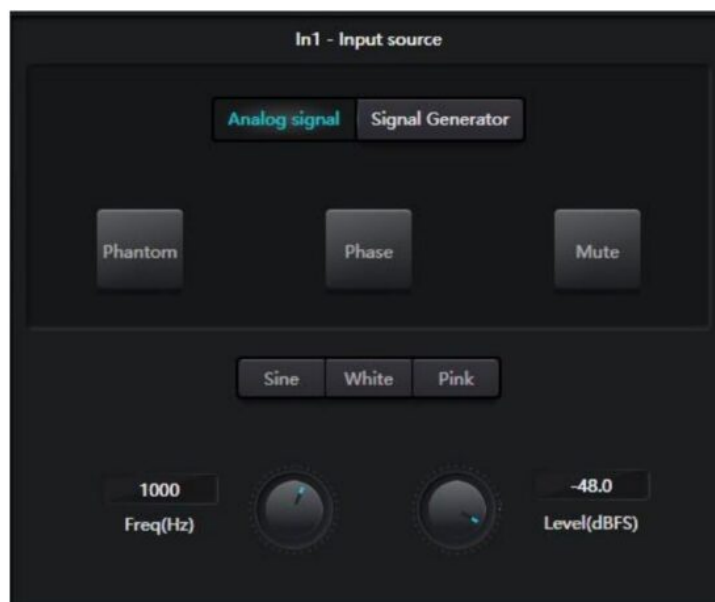 In1 - Input source
Analog signal Signal Generator
Phantom Phase Mute
Sine White Pink
1000 -48.0
Freq(Hz) Level(dBFS)